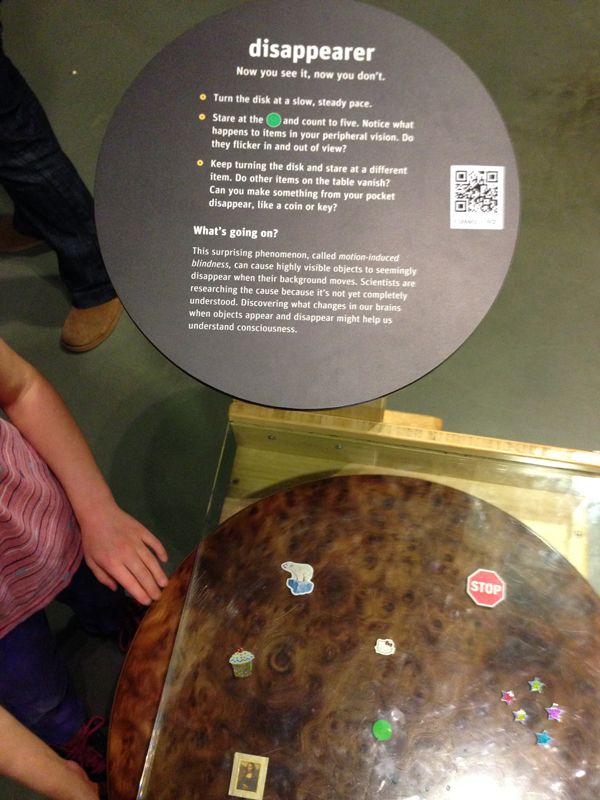 disappearer
Now you see it, now you don't.
Turn the disk at a slow, steady pace.
Stare at the and count to five. Notice what
happens to items in your peripheral vision. Do
they flicker in and out of view?
Keep turning the disk and stare at a different
item. Do other items on the table vanish?
Can you make something from your pocket
disappear, like a coin or key?
What's going on?
This surprising phenomenon, called motion-induced
blindness, can cause highly visible objects to seemingly
disappear when their background moves. Scientists are
researching the cause because it's not yet completely
understood. Discovering what changes in our brains
when objects appear and disappear might help us
understand consciousness.
STOP